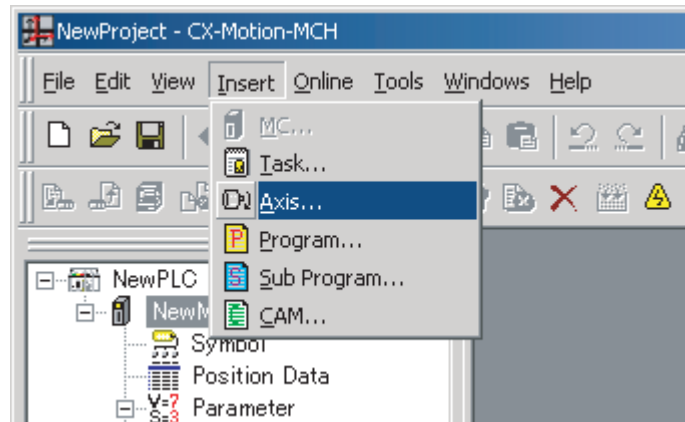 NewProject - CX-Motion-MCH
File Edit View Insert Online Tools Windows Help
MC...
Task...
Axis...
Program...
Sub Program...
CAM...
NewPLC
Symbol
Position Data
Parameter